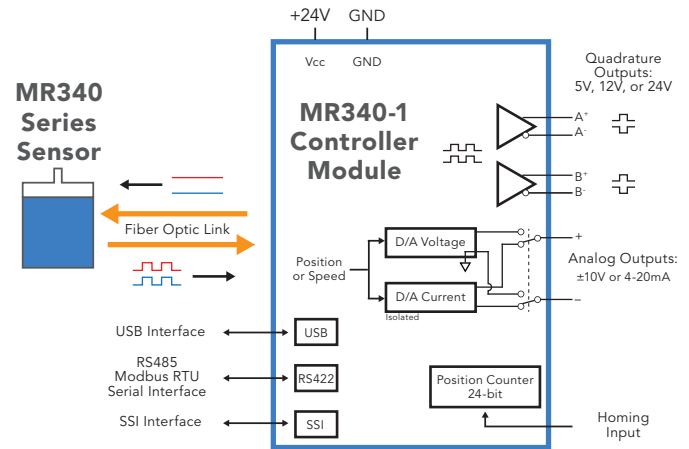 +24V GND
Vcc GND
MR340
Series
Sensor
MR340-1
Controller
Module
Quadrature
Outputs:
5V, 12V, or 24V
A+
A-
B+
B-
Fiber Optic Link
Position
or Speed
D/A Voltage
D/A Current
Isolated
+
–
Analog Outputs:
±10V or 4-20mA
USB Interface
USB
RS485
Modbus RTU
Serial Interface
RS422
SSI Interface
SSI
Position Counter
24-bit
Homing
Input